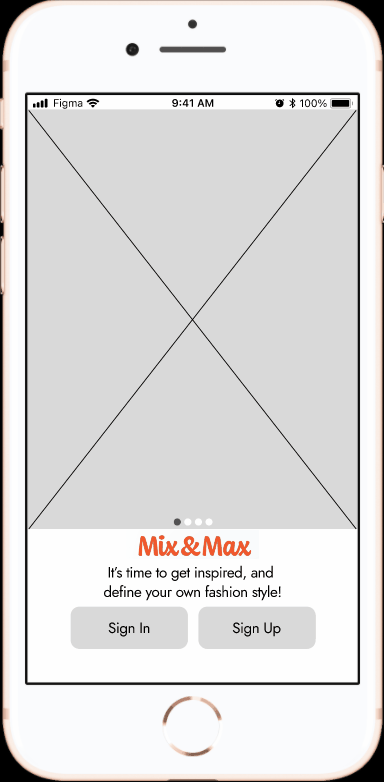 Figma 9:41 AM 100%
Mix&Max
It's time to get inspired, and
define your own fashion style!
Sign In Sign Up